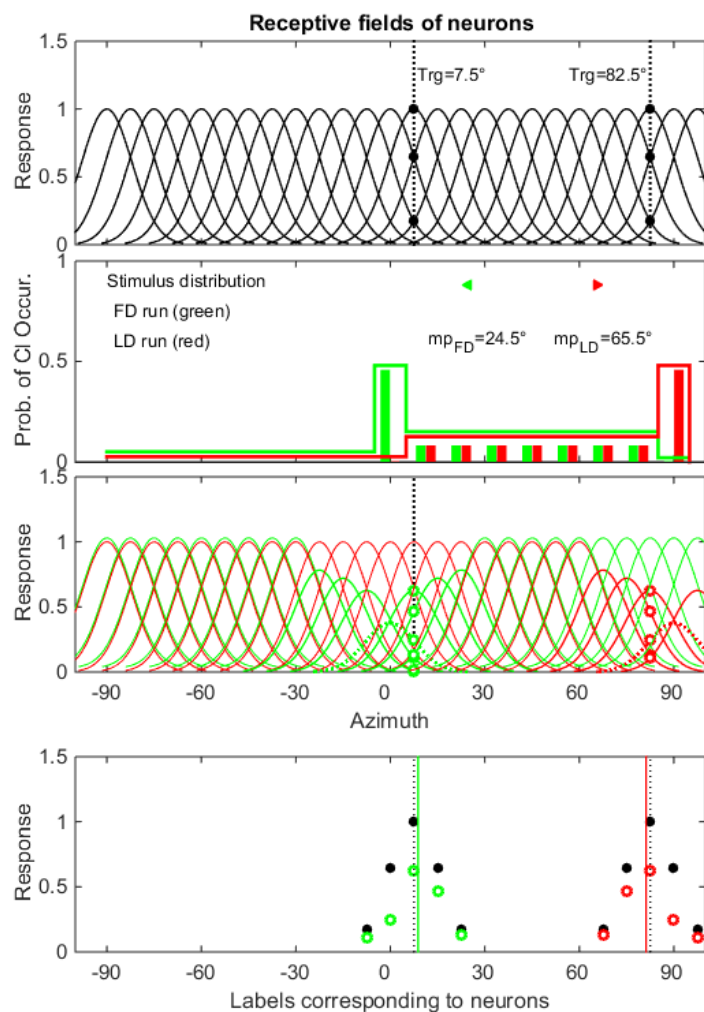 Receptive fields of neurons
1.5
1
0.5
0
Response
Trg=7.5°
Trg=82.5°
1
0.5
0
Prob. of Cl Occur.
Stimulus distribution
FD run (green)
LD run (red)
mpFD=24.5°
mpLD=65.5°
1.5
1
0.5
0
Response
-90
-60
-30
0
30
60
90
Azimuth
1.5
1
0.5
0
Response
-90
-60
-30
0
30
60
90
Labels corresponding to neurons